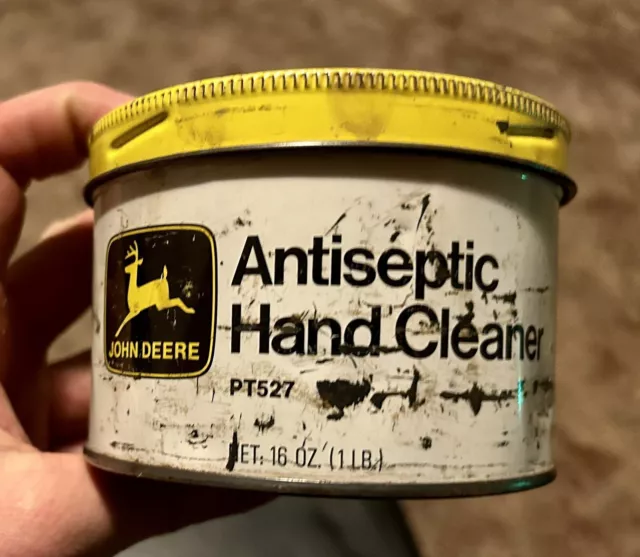 JOHN DEERE
Antiseptic
Hand Cleaner
PT527
NET: 16 OZ. (1 LB.)